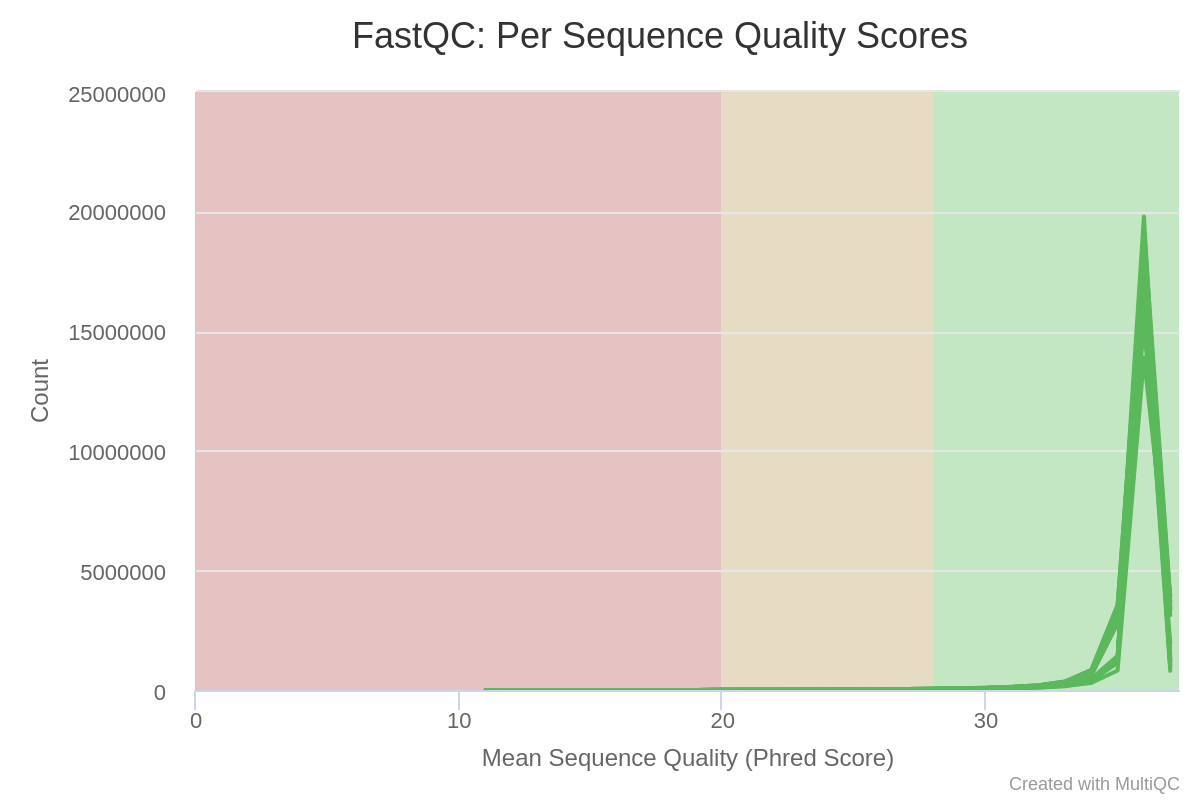 FastQC: Per Sequence Quality Scores
25000000
20000000
15000000
10000000
5000000
0
Count
0 10 20 30
Mean Sequence Quality (Phred Score)
Created with MultiQC